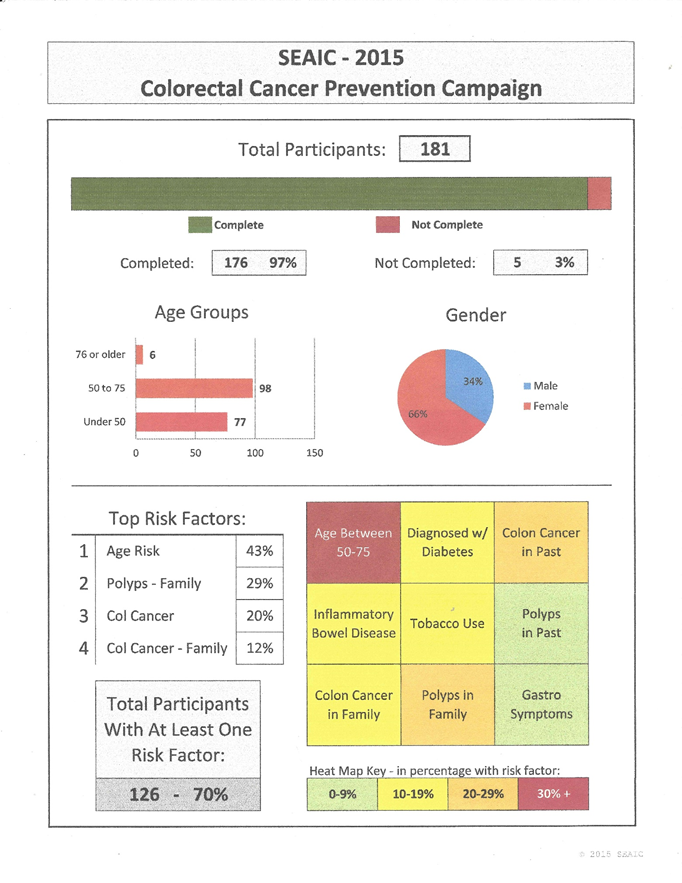 SEAIC - 2015
Colorectal Cancer Prevention Campaign
Total Participants: 181
Complete Not Complete
Completed: 176 97% Not Completed: 5 3%
Age Groups
76 or older 6
50 to 75 98
Under 50 77
0 50 100 150
Gender
34%
66%
Male
Female
Top Risk Factors:
1 Age Risk 43%
2 Polyps - Family 29%
3 Col Cancer 20%
4 Col Cancer - Family 12%
Total Participants
With At Least One
Risk Factor:
126 - 70%
Age Between
50-75
Diagnosed w/
Diabetes
Colon Cancer
in Past
Inflammatory
Bowel Disease
Tobacco Use
Polyps
in Past
Colon Cancer
in Family
Polyps in
Family
Gastro
Symptoms
Heat Map Key - in percentage with risk factor:
0-9% 10-19% 20-29% 30% +
© 2015 SEAIC